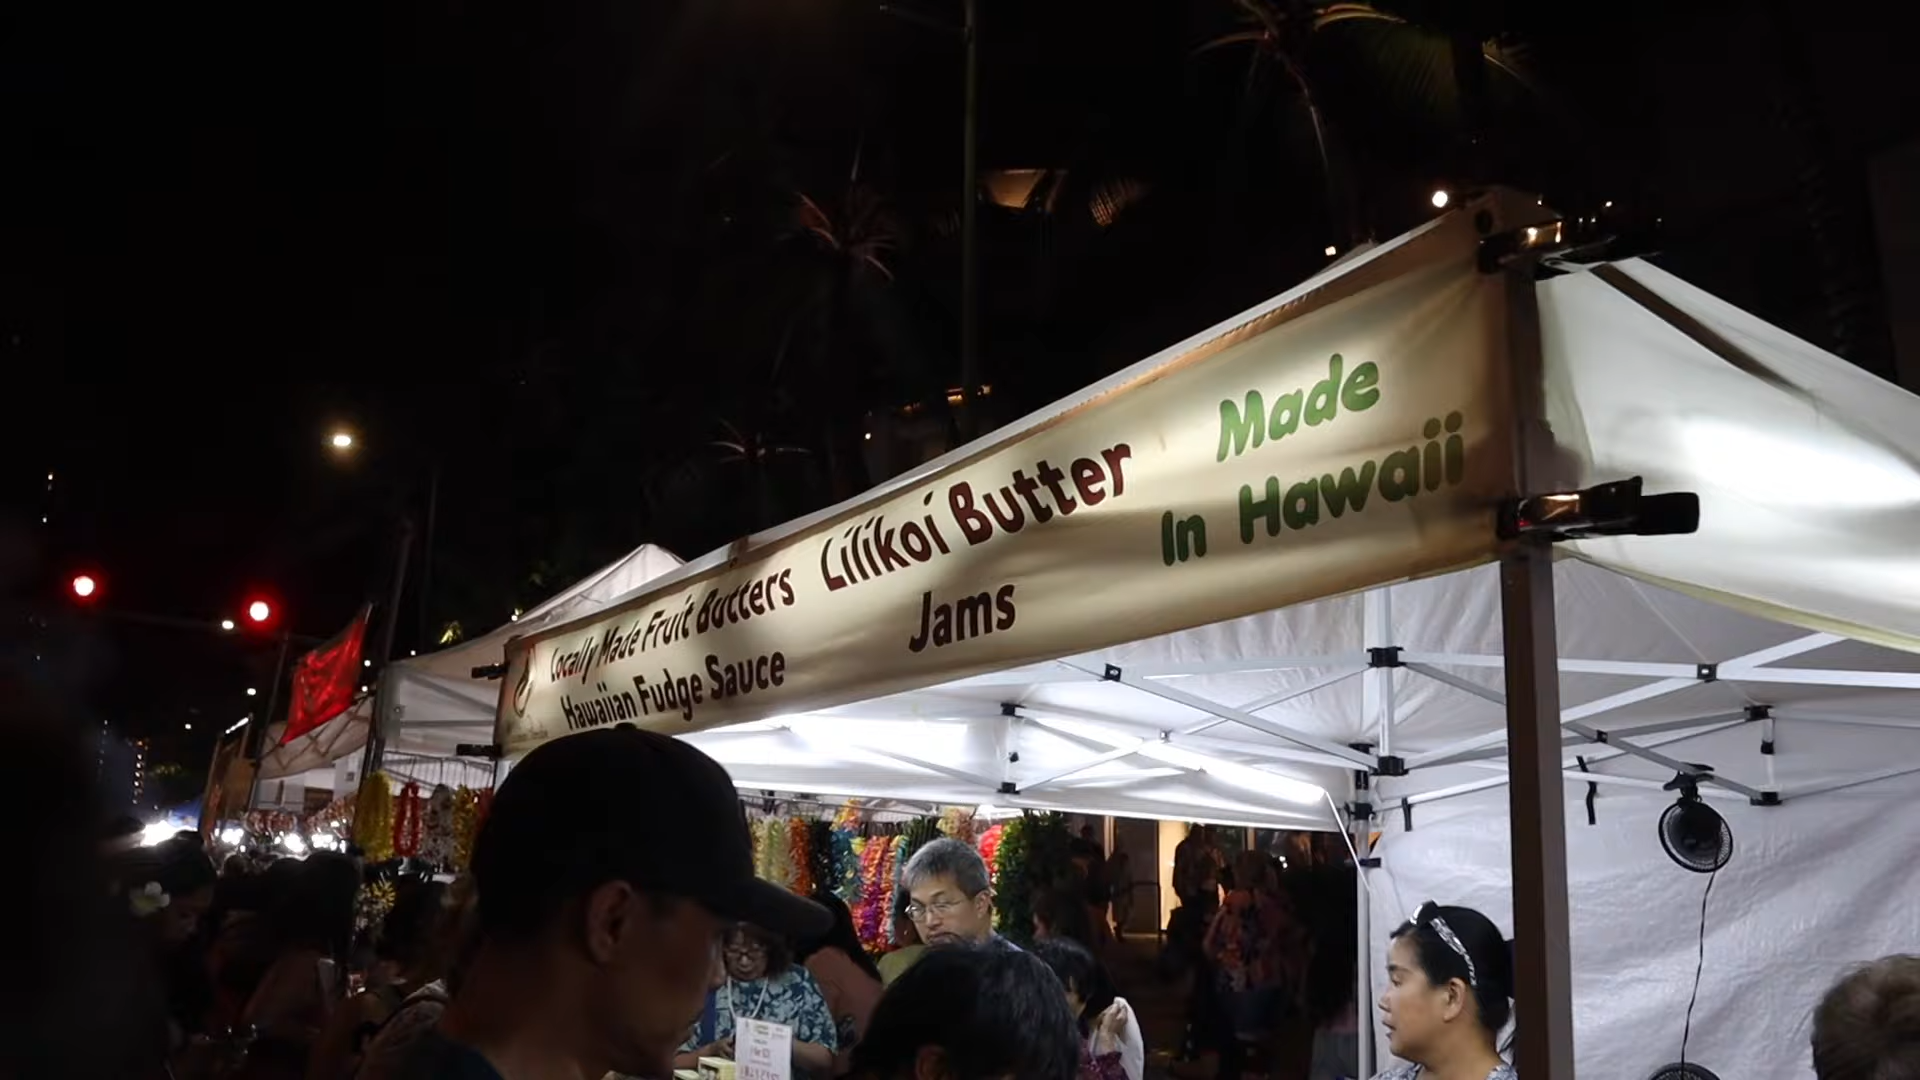 Locally Made Fruit Butters
Hawaiian Fudge Sauce
Lilikoi Butter
Jams
Made
In Hawaii